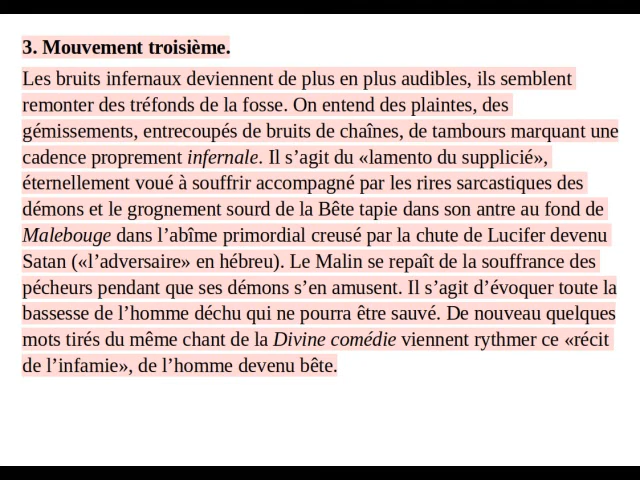 3. Mouvement troisième.
Les bruits infernaux deviennent de plus en plus audibles, ils semblent
remonter des tréfonds de la fosse. On entend des plaintes, des
gémissements, entrecoupés de bruits de chaînes, de tambours marquant une
cadence proprement infernale. Il s’agit du «lamento du supplicié»,
éternellement voué à souffrir accompagné par les rires sarcastiques des
démons et le grognement sourd de la Bête tapie dans son antre au fond de
Malebouge dans l’abîme primordial creusé par la chute de Lucifer devenu
Satan («l’adversaire» en hébreu). Le Malin se repaît de la souffrance des
pécheurs pendant que ses démons s’en amusent. Il s’agit d’évoquer toute la
bassesse de l’homme déchu qui ne pourra être sauvé. De nouveau quelques
mots tirés du même chant de la Divine comédie viennent rythmer ce «récit
de l’infamie», de l’homme devenu bête.